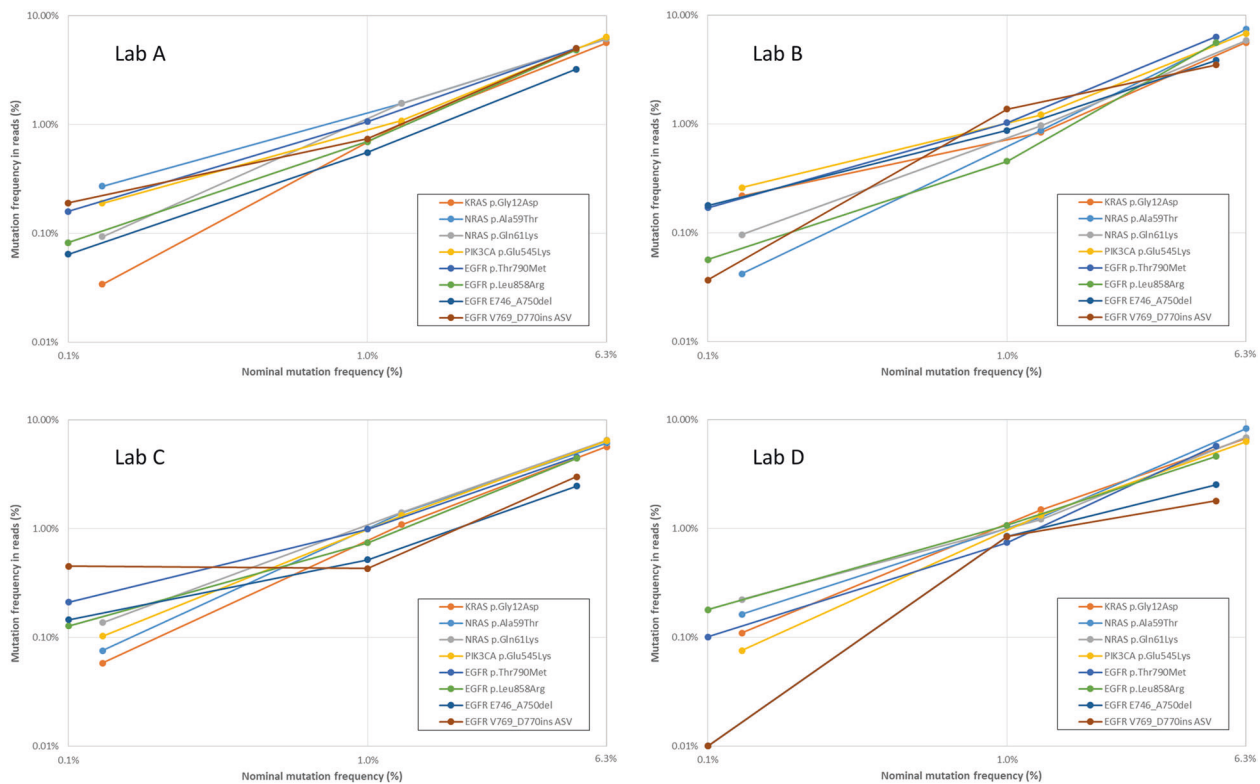 Lab A
10.00%
1.00%
0.10%
0.01%
Mutation frequency in reads (%)
KRAS p.Gly12Asp
NRAS p.Ala59Thr
NRAS p.Gln61Lys
PIK3CA p.Glu545Lys
EGFR p.Thr790Met
EGFR p.Leu858Arg
EGFR E746_A750del
EGFR V769_D770ins ASV
0.1%
1.0%
6.3%
Nominal mutation frequency (%)
Lab B
10.00%
1.00%
0.10%
0.01%
Mutation frequency in reads (%)
KRAS p.Gly12Asp
NRAS p.Ala59Thr
NRAS p.Gln61Lys
PIK3CA p.Glu545Lys
EGFR p.Thr790Met
EGFR p.Leu858Arg
EGFR E746_A750del
EGFR V769_D770ins ASV
0.1%
1.0%
6.3%
Nominal mutation frequency (%)
Lab C
10.00%
1.00%
0.10%
0.01%
Mutation frequency in reads (%)
KRAS p.Gly12Asp
NRAS p.Ala59Thr
NRAS p.Gln61Lys
PIK3CA p.Glu545Lys
EGFR p.Thr790Met
EGFR p.Leu858Arg
EGFR E746_A750del
EGFR V769_D770ins ASV
0.1%
1.0%
6.3%
Nominal mutation frequency (%)
Lab D
10.00%
1.00%
0.10%
0.01%
Mutation frequency in reads (%)
KRAS p.Gly12Asp
NRAS p.Ala59Thr
NRAS p.Gln61Lys
PIK3CA p.Glu545Lys
EGFR p.Thr790Met
EGFR p.Leu858Arg
EGFR E746_A750del
EGFR V769_D770ins ASV
0.1%
1.0%
6.3%
Nominal mutation frequency (%)